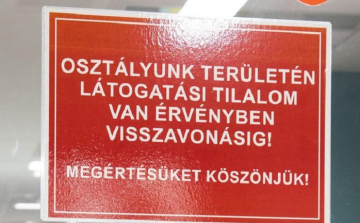 OSZTÁLYUNK TERÜLETÉN
LÁTOGATÁSI TILALOM
VAN ÉRVÉNYBEN
VISSZAVONÁSIG!
MEGÉRTÉSÜKET KÖSZÖNJÜK!